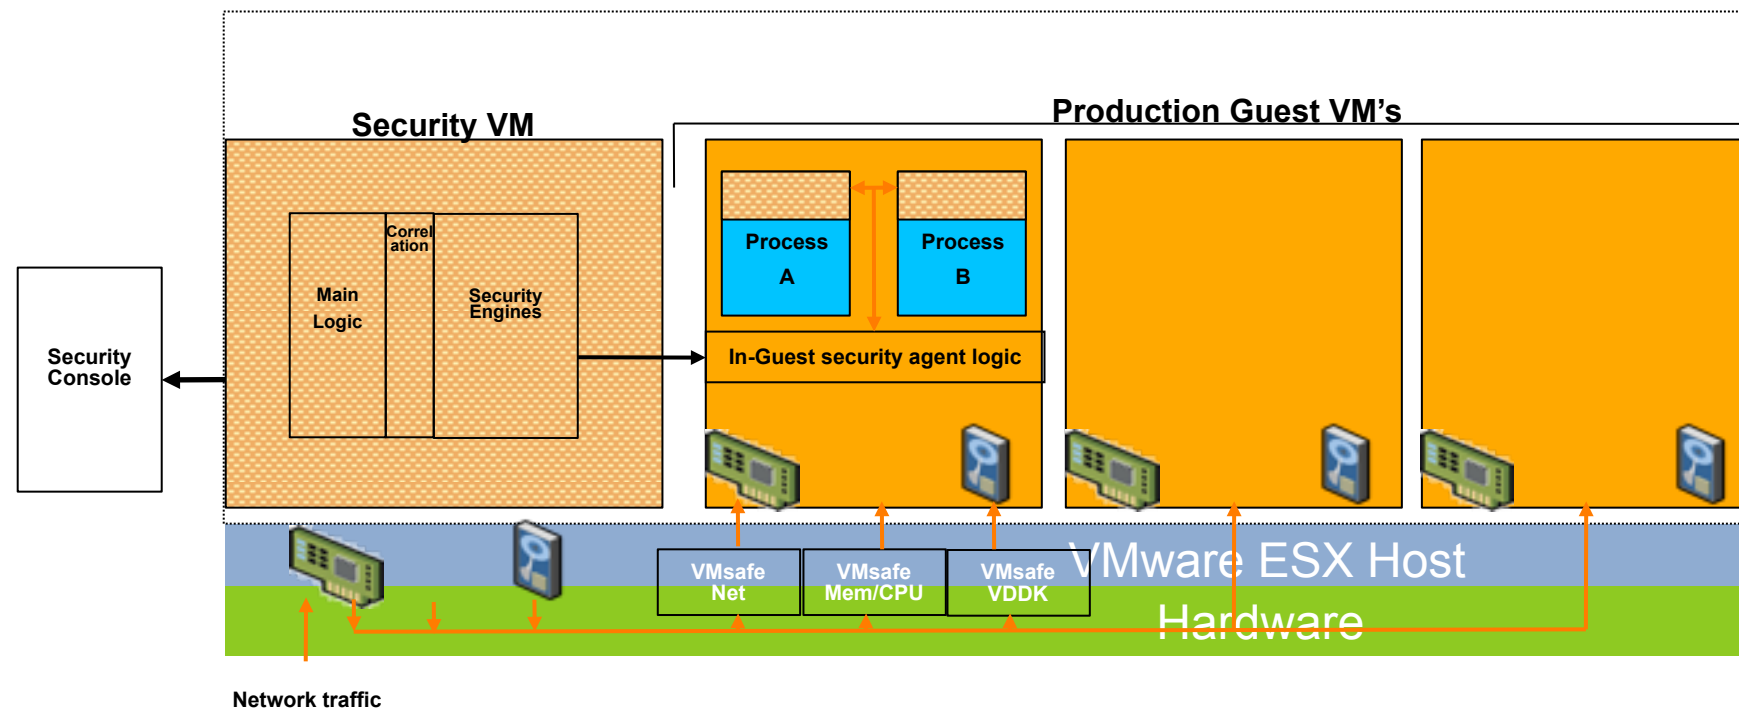 Security VM
Production Guest VM's
Correl
ation
Main
Logic
Security
Engines
Process
A
Process
B
In-Guest security agent logic
Security
Console
VMsafe
Net
VMsafe
Mem/CPU
VMsafe
VDDK
VMware ESX Host
Hardware
Network traffic